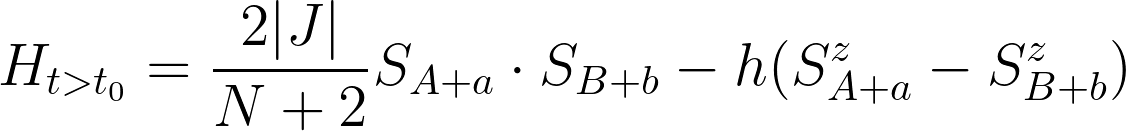 H_{t>t_0} = \frac{2|J|}{N+2} S_{A+a} \cdot S_{B+b} - h(S^z_{A+a} - S^z_{B+b})